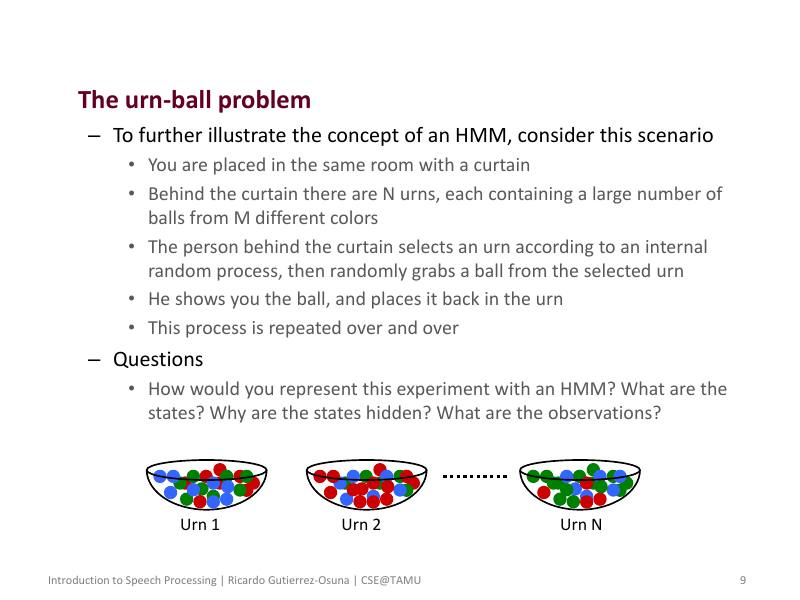 The urn-ball problem
– To further illustrate the concept of an HMM, consider this scenario
• You are placed in the same room with a curtain
• Behind the curtain there are N urns, each containing a large number of
balls from M different colors
• The person behind the curtain selects an urn according to an internal
random process, then randomly grabs a ball from the selected urn
• He shows you the ball, and places it back in the urn
• This process is repeated over and over
– Questions
• How would you represent this experiment with an HMM? What are the
states? Why are the states hidden? What are the observations?
Urn 1 Urn 2 Urn N
Introduction to Speech Processing | Ricardo Gutierrez-Osuna | CSE@TAMU 9